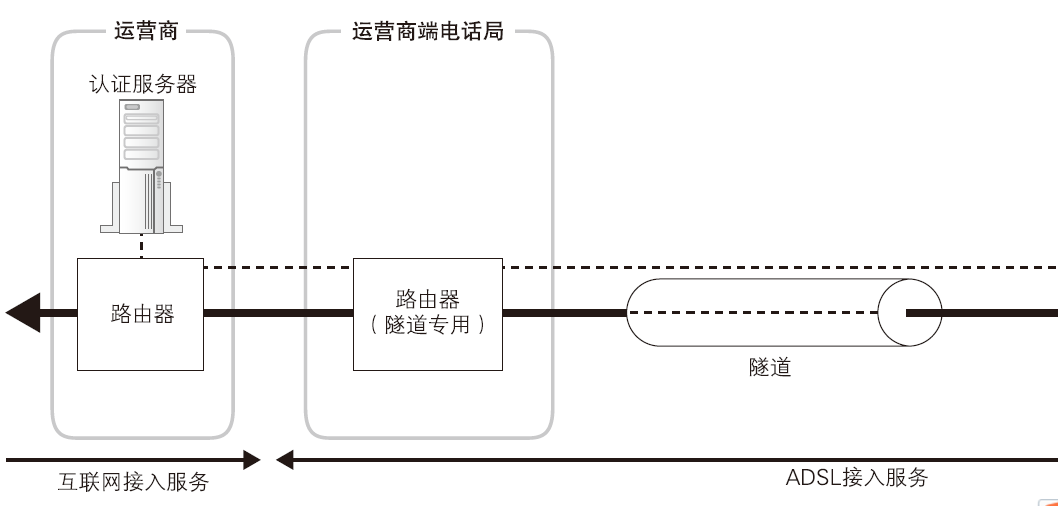 运营商
运营商端电话局
认证服务器
路由器
路由器
（隧道专用）
隧道
互联网接入服务
ADSL接入服务